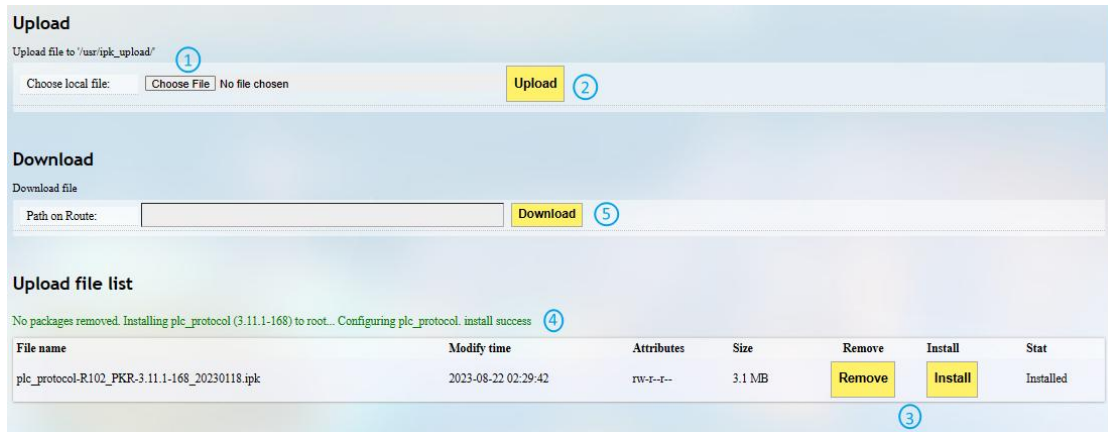 Upload
Upload file to '/usr/ipk_upload/'
1
Choose local file: Choose File No file chosen Upload 2
Download
Download file
Path on Route: Download 5
Upload file list
No packages removed. Installing plc_protocol (3.11.1-168) to root... Configuring plc_protocol. install success 4
File name Modify time Attributes Size Remove Install Stat
plc_protocol-R102_PKR-3.11.1-168_20230118.ipk 2023-08-22 02:29:42 rw-r--r-- 3.1 MB Remove Install Installed
3